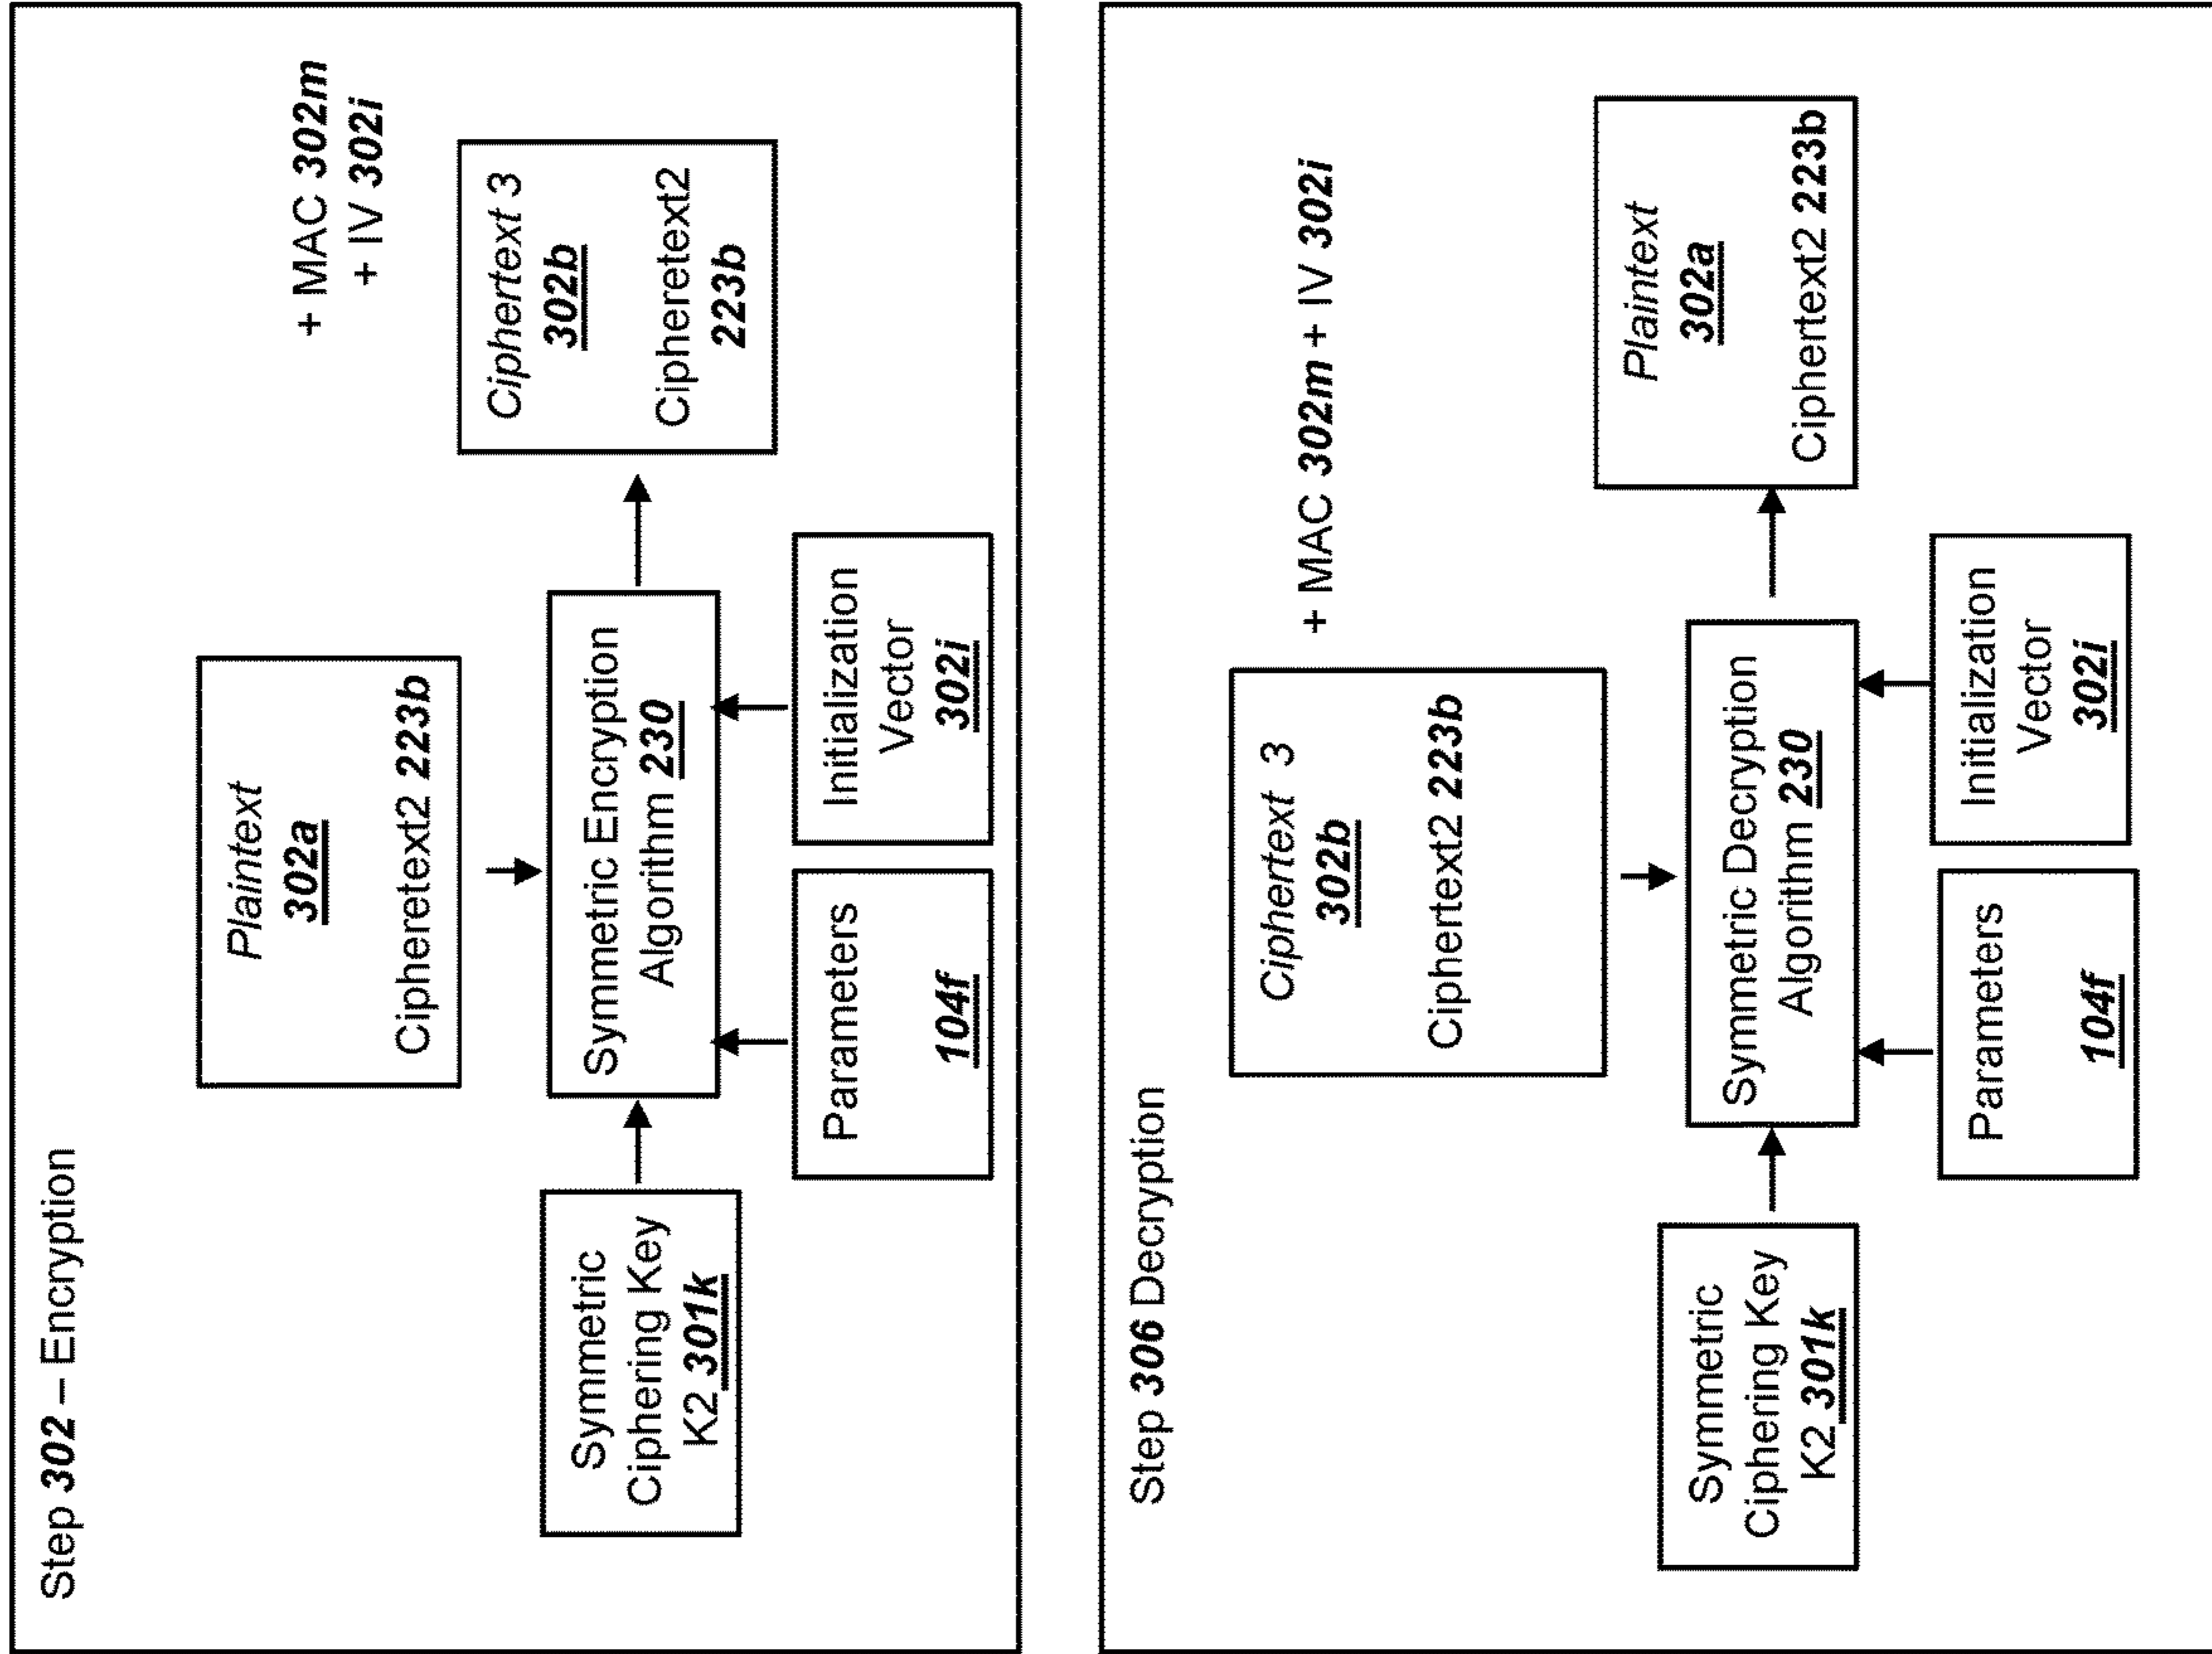 Step 302 – Encryption
+ MAC 302m
+ IV 302i
Plaintext
302a
Cipheretext2 223b
Symmetric
Ciphering Key
K2 301k
Symmetric Encryption
Algorithm 230
Ciphertext 3
302b
Cipheretext2
223b
Parameters
104f
Initialization
Vector
302i
Step 306 Decryption
+ MAC 302m + IV 302i
Ciphertext 3
302b
Ciphertext2 223b
Symmetric
Ciphering Key
K2 301k
Symmetric Decryption
Algorithm 230
Plaintext
302a
Ciphertext2 223b
Parameters
104f
Initialization
Vector
302i